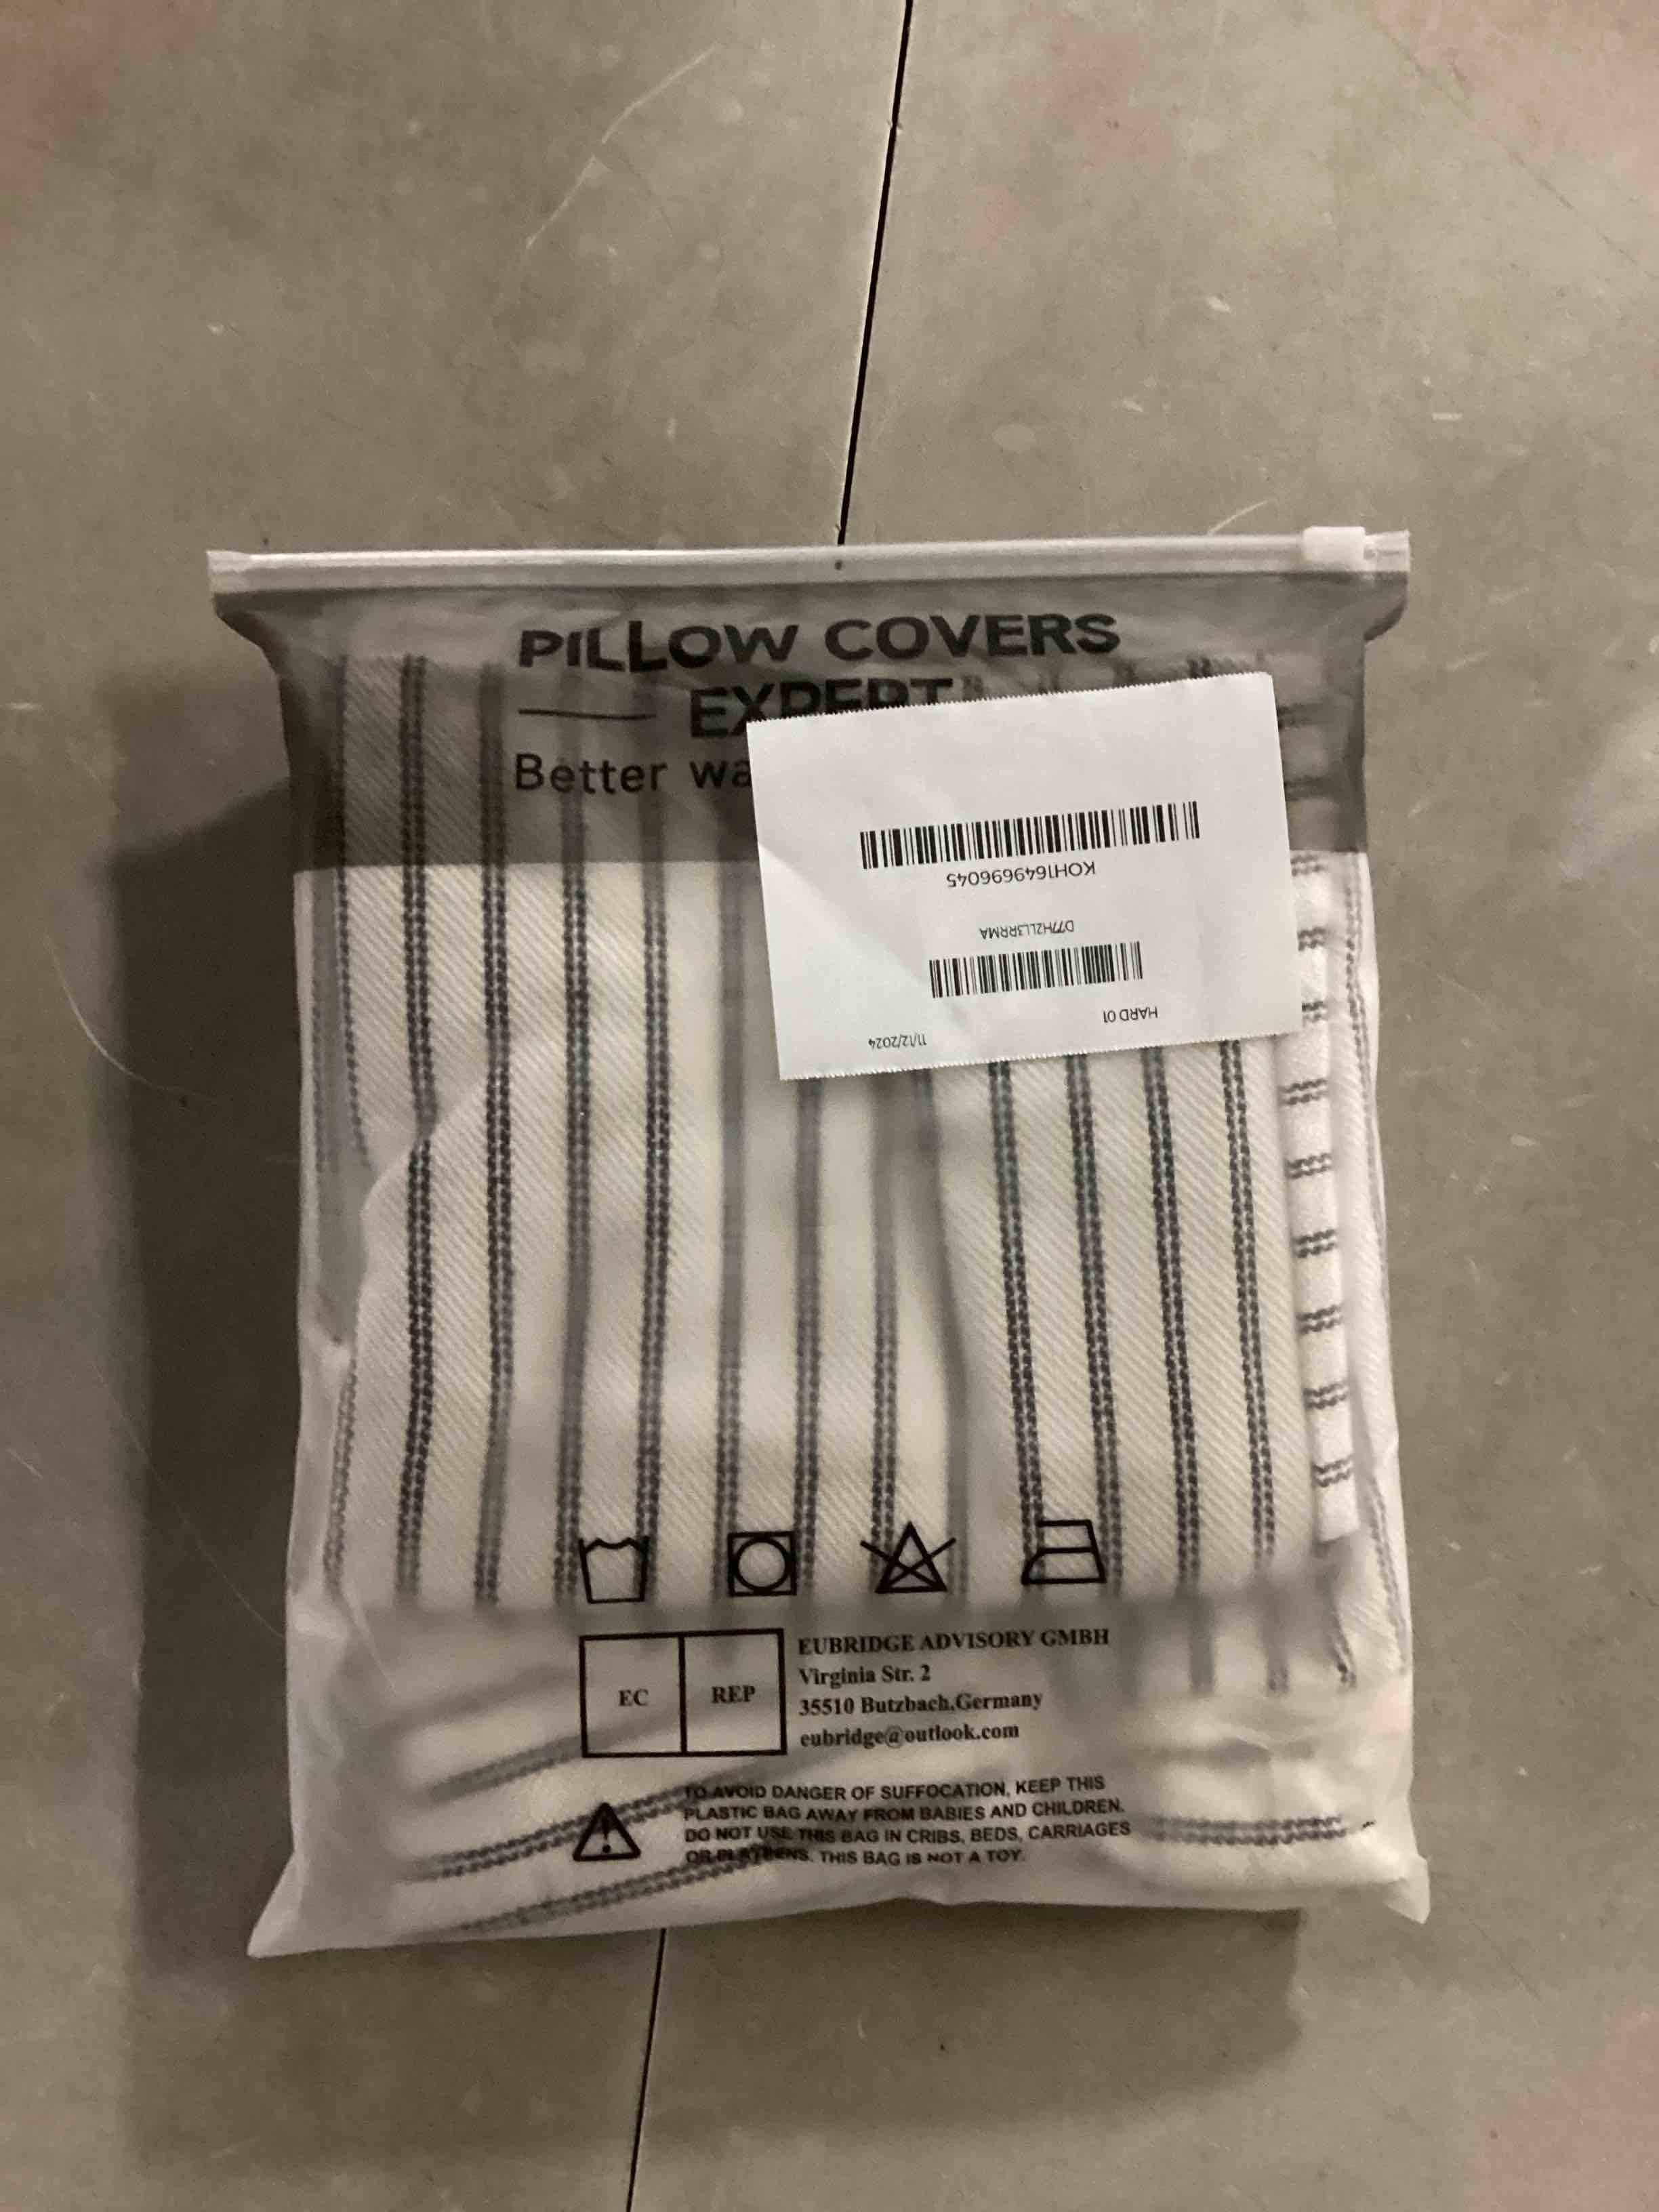 PILLOW COVERS
EXPERT
Better
KOH1649696045
D77H2LL3RRMA
HARD 01
11/12/2024
EC
REP
EUBRIDGE ADVISORY GMBH
Virginia Str. 2
35510 Butzbach,Germany
eubridge@outlook.com
TO AVOID DANGER OF SUFFOCATION, KEEP THIS
PLASTIC BAG AWAY FROM BABIES AND CHILDREN.
DO NOT USE THIS BAG IN CRIBS, BEDS, CARRIAGES
OR PLAYPENS. THIS BAG IS NOT A TOY.